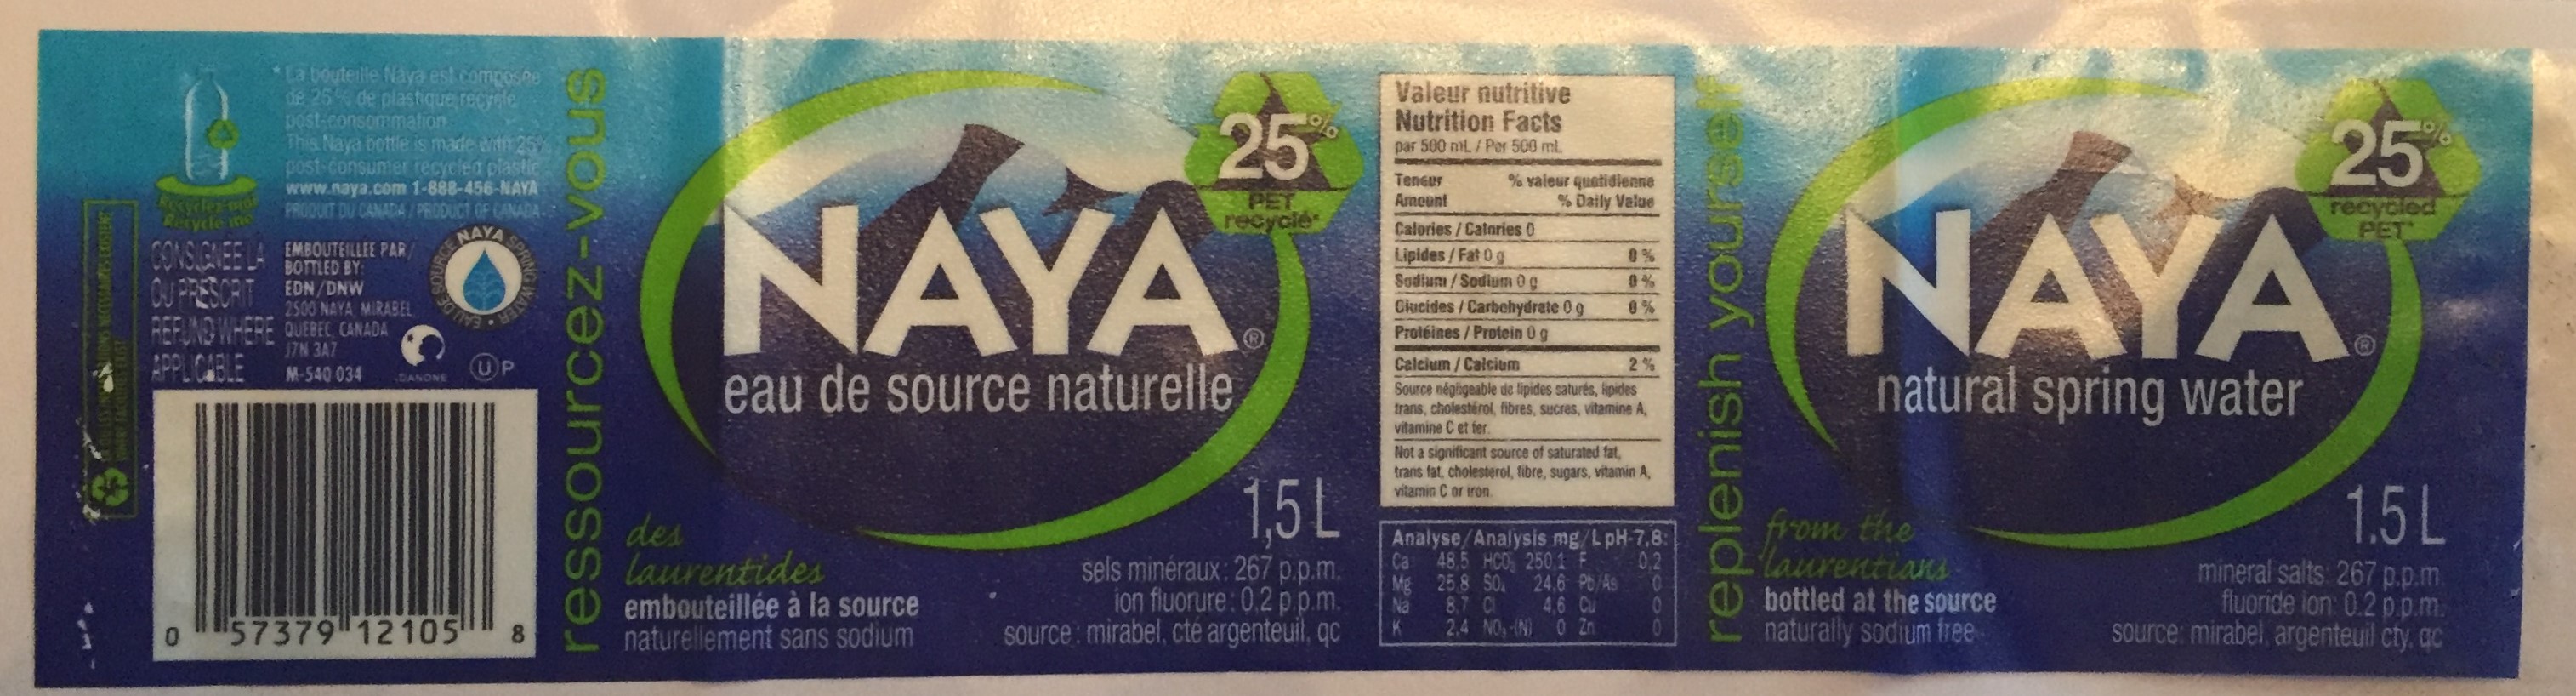 * La bouteille Naya est composée
de 25% de plastique recyclé
post-consommation
This Naya bottle is made with 25%
post-consumer recycled plastic
www.naya.com 1-888-456-NAYA
PRODUIT DU CANADA / PRODUCT OF CANADA
Recyclez-moi
Recycle me
CONSIGNÉE LÀ
OU PRESCRIT
REFUND WHERE
APPLICABLE
EMBOUTEILLÉE PAR/
BOTTLED BY:
EDN/DNW
2500 NAYA, MIRABEL
QUÉBEC, CANADA
J7N 3A7
M-540 034
EAU DE SOURCE NAYA SPRING WATER
DANONE
U P
0 57379 12105 8
ressourcez-vous
25%
PET
recyclé*
NAYA®
eau de source naturelle
1,5 L
des
laurentides
embouteillée à la source
naturellement sans sodium
sels minéraux: 267 p.p.m.
ion fluorure: 0,2 p.p.m.
source: mirabel, cté argenteuil, qc
Valeur nutritive
Nutrition Facts
par 500 mL / Per 500 mL
Teneur % valeur quotidienne
Amount % Daily Value
Calories / Calories 0
Lipides / Fat 0 g 0 %
Sodium / Sodium 0 g 0 %
Glucides / Carbohydrate 0 g 0 %
Protéines / Protein 0 g
Calcium / Calcium 2 %
Source négligeable de lipides saturés, lipides
trans, cholestérol, fibres, sucres, vitamine A,
vitamine C et fer.
Not a significant source of saturated fat,
trans fat, cholesterol, fibre, sugars, vitamin A,
vitamin C or iron.
Analyse/Analysis mg/L pH-7,8:
Ca 48,5 HCO₃ 250,1 F 0,2
Mg 25,8 SO₄ 24,6 Pb/As 0
Na 8,7 Cl 4,6 Cu 0
K 2,4 NO₃-(N) 0 Zn 0
replenish yourself
25%
recycled
PET*
NAYA®
natural spring water
1.5 L
from the
laurentians
bottled at the source
naturally sodium free
mineral salts: 267 p.p.m.
fluoride ion: 0.2 p.p.m.
source: mirabel, argenteuil cty, qc